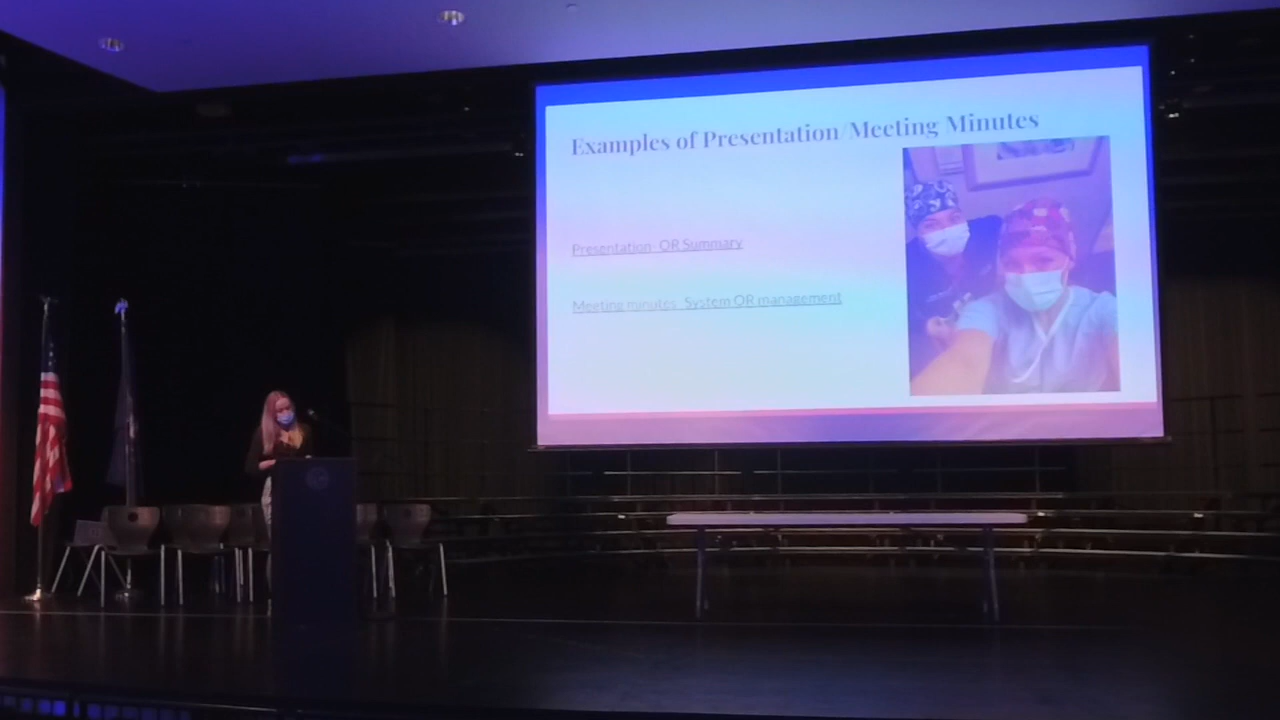 Examples of Presentation/Meeting Minutes
Presentation- OR Summary
Meeting minutes- System OR management